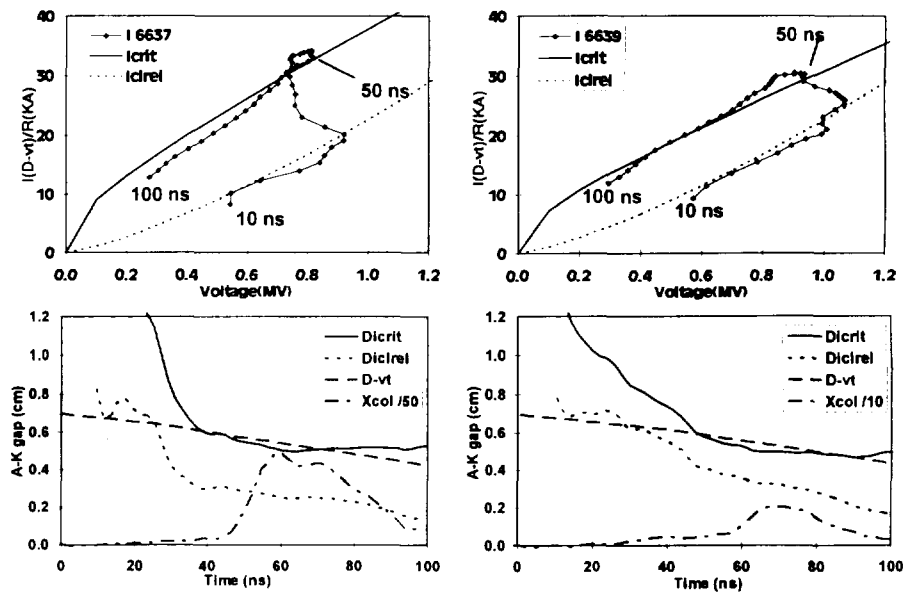 40
30
20
10
0
I(D-vt)/R(KA)
I 6637
Icrit
Iclrel
50 ns
100 ns
10 ns
0.0 0.2 0.4 0.6 0.8 1.0 1.2
Voltage(MV)
40
30
20
10
0
I(D-vt)/R(KA)
I 6639
Icrit
Iclrel
50 ns
100 ns
10 ns
0.0 0.2 0.4 0.6 0.8 1.0 1.2
Voltage(MV)
1.2
1.0
0.8
0.6
0.4
0.2
0.0
A-K gap (cm)
Dicrit
Diclrel
D-vt
Xcol /50
0 20 40 60 80 100
Time (ns)
1.2
1.0
0.8
0.6
0.4
0.2
0.0
A-K gap (cm)
Dicrit
Diclrel
D-vt
Xcol /10
0 20 40 60 80 100
Time (ns)